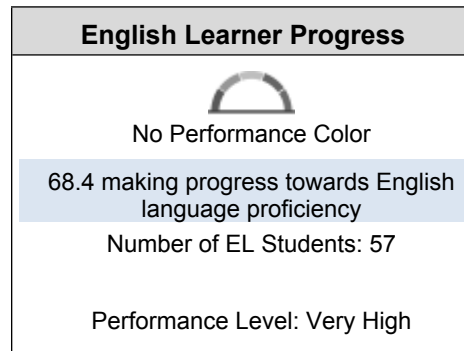 English Learner Progress
No Performance Color
68.4 making progress towards English
language proficiency
Number of EL Students: 57
Performance Level: Very High